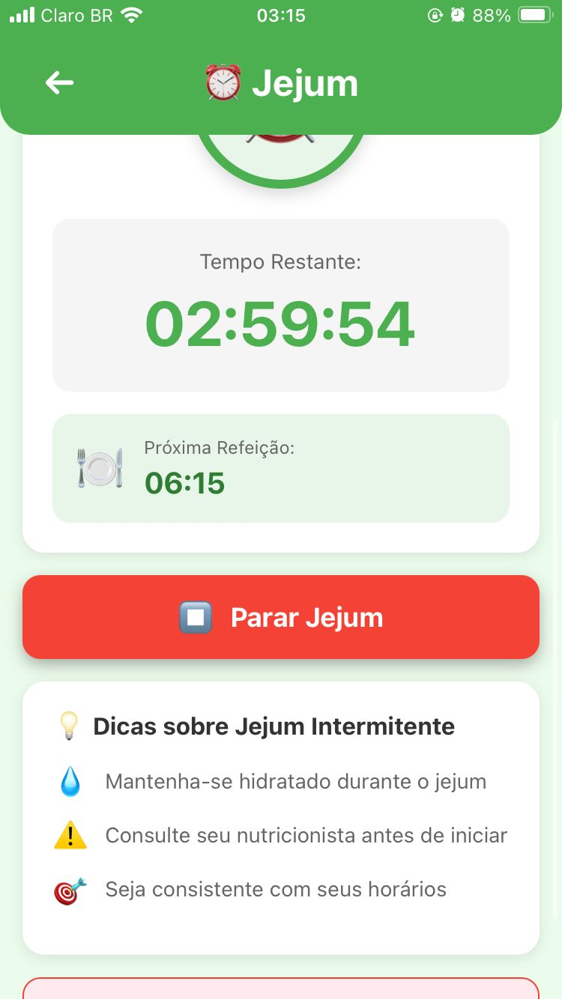 Claro BR 03:15 88%
Jejum
Tempo Restante:
02:59:54
Próxima Refeição:
06:15
Parar Jejum
Dicas sobre Jejum Intermitente
Mantenha-se hidratado durante o jejum
Consulte seu nutricionista antes de iniciar
Seja consistente com seus horários